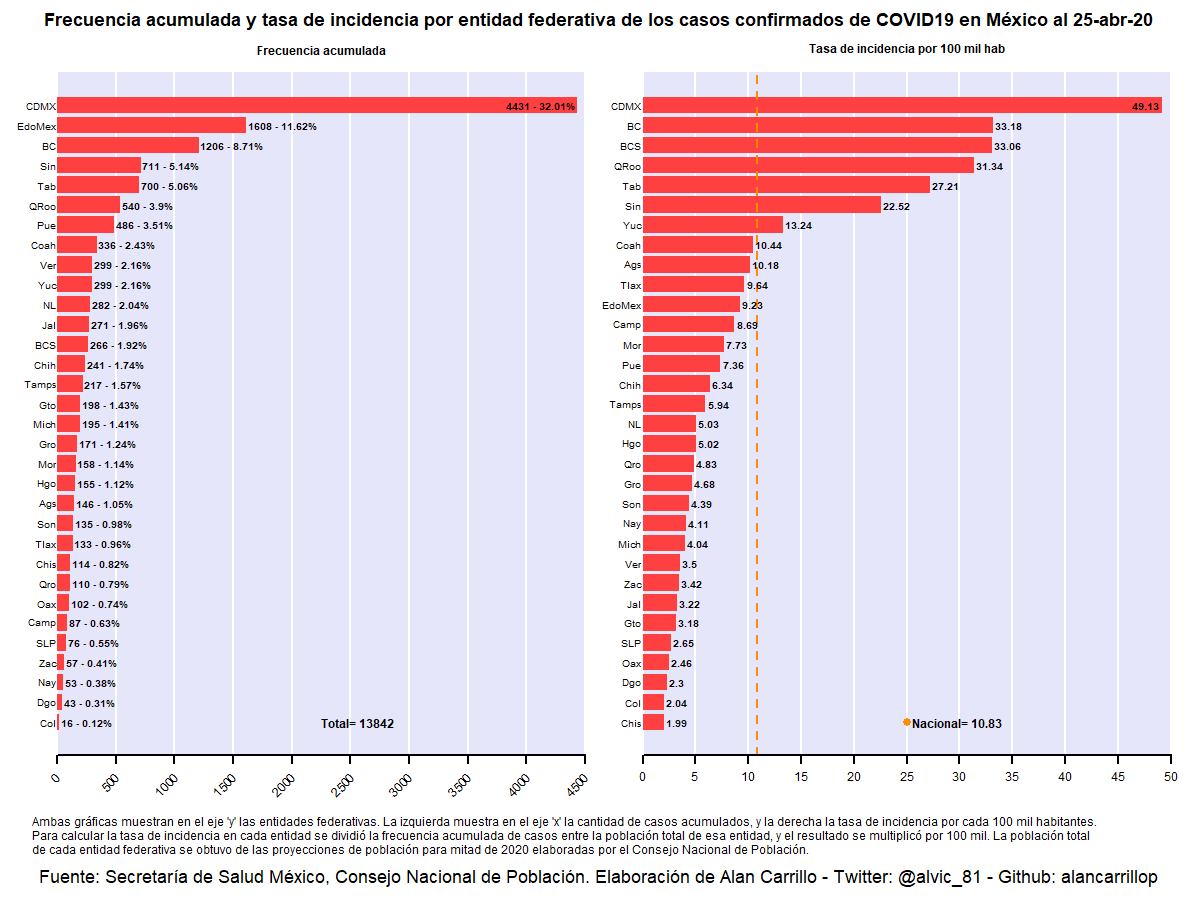 Frecuencia acumulada y tasa de incidencia por entidad federativa de los casos confirmados de COVID19 en México al 25-abr-20
Frecuencia acumulada
CDMX 4431 - 32.01%
EdoMex 1608 - 11.62%
BC 1206 - 8.71%
Sin 711 - 5.14%
Tab 700 - 5.06%
QRoo 540 - 3.9%
Pue 486 - 3.51%
Coah 336 - 2.43%
Ver 299 - 2.16%
Yuc 299 - 2.16%
NL 282 - 2.04%
Jal 271 - 1.96%
BCS 266 - 1.92%
Chih 241 - 1.74%
Tamps 217 - 1.57%
Gto 198 - 1.43%
Mich 195 - 1.41%
Gro 171 - 1.24%
Mor 158 - 1.14%
Hgo 155 - 1.12%
Ags 146 - 1.05%
Son 135 - 0.98%
Tlax 133 - 0.96%
Chis 114 - 0.82%
Qro 110 - 0.79%
Oax 102 - 0.74%
Camp 87 - 0.63%
SLP 76 - 0.55%
Zac 57 - 0.41%
Nay 53 - 0.38%
Dgo 43 - 0.31%
Col 16 - 0.12%
Total= 13842
0 500 1000 1500 2000 2500 3000 3500 4000 4500
Tasa de incidencia por 100 mil hab
CDMX 49.13
BC 33.18
BCS 33.06
QRoo 31.34
Tab 27.21
Sin 22.52
Yuc 13.24
Coah 10.44
Ags 10.18
Tlax 9.64
EdoMex 9.23
Camp 8.69
Mor 7.73
Pue 7.36
Chih 6.34
Tamps 5.94
NL 5.03
Hgo 5.02
Qro 4.83
Gro 4.68
Son 4.39
Nay 4.11
Mich 4.04
Ver 3.5
Zac 3.42
Jal 3.22
Gto 3.18
SLP 2.65
Oax 2.46
Dgo 2.3
Col 2.04
Chis 1.99
Nacional= 10.83
0 5 10 15 20 25 30 35 40 45 50
Ambas gráficas muestran en el eje 'y' las entidades federativas. La izquierda muestra en el eje 'x' la cantidad de casos acumulados, y la derecha la tasa de incidencia por cada 100 mil habitantes.
Para calcular la tasa de incidencia en cada entidad se dividió la frecuencia acumulada de casos entre la población total de esa entidad, y el resultado se multiplicó por 100 mil. La población total
de cada entidad federativa se obtuvo de las proyecciones de población para mitad de 2020 elaboradas por el Consejo Nacional de Población.
Fuente: Secretaría de Salud México, Consejo Nacional de Población. Elaboración de Alan Carrillo - Twitter: @alvic_81 - Github: alancarrillop